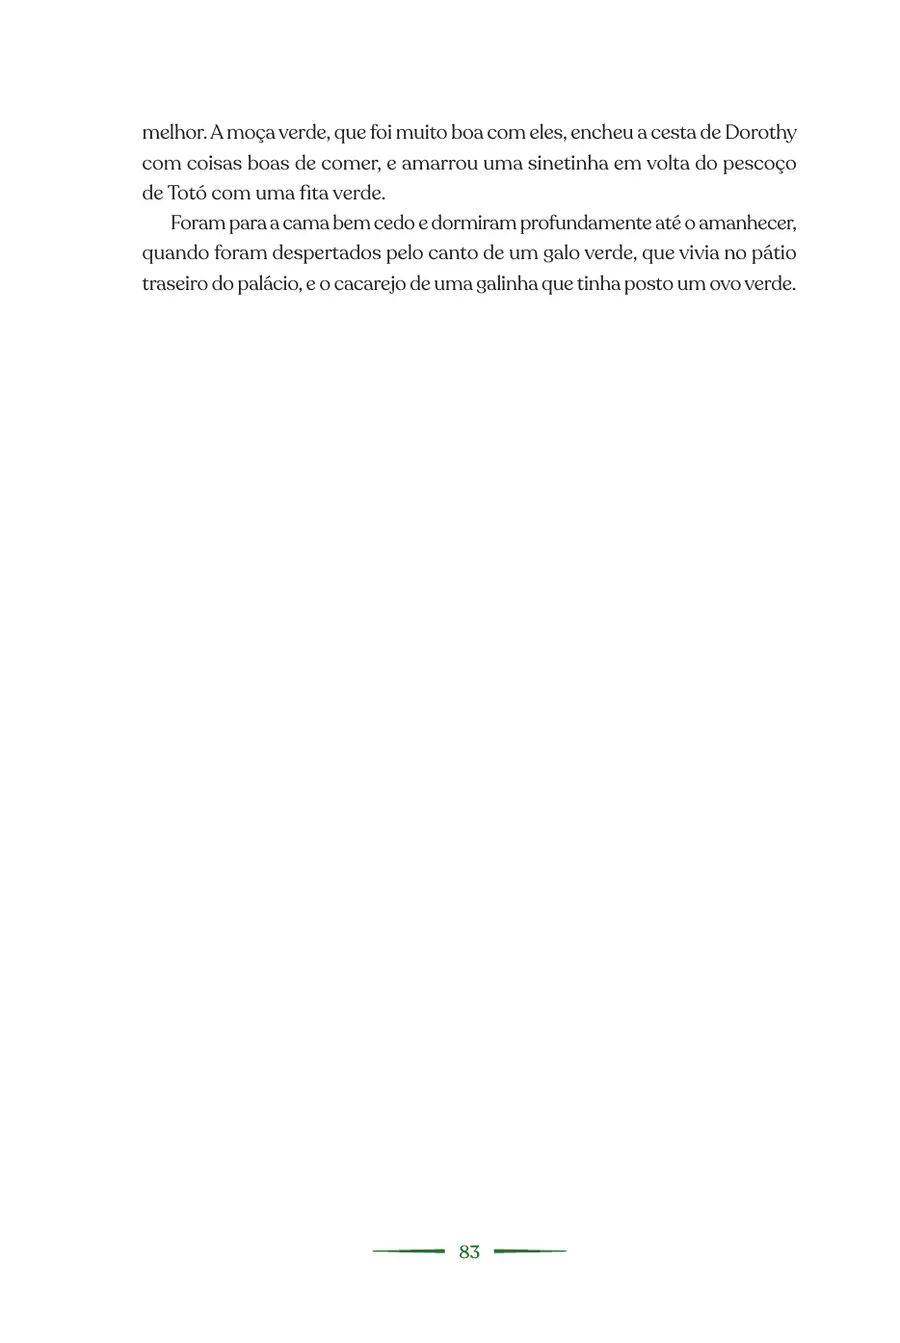 melhor. A moça verde, que foi muito boa com eles, encheu a cesta de Dorothy
com coisas boas de comer, e amarrou uma sinetinha em volta do pescoço
de Totó com uma fita verde.
Foram para a cama bem cedo e dormiram profundamente até o amanhecer,
quando foram despertados pelo canto de um galo verde, que vivia no pátio
traseiro do palácio, e o cacarejo de uma galinha que tinha posto um ovo verde.
83